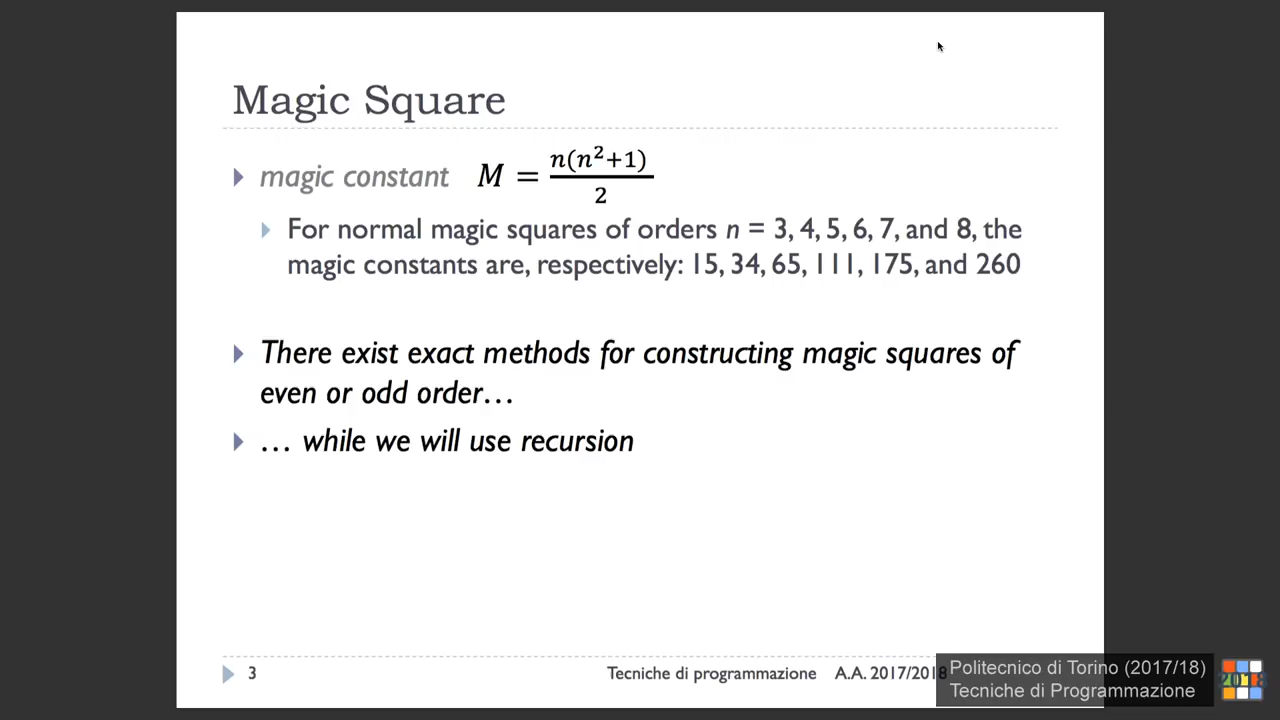 Magic Square
magic constant M = n(n²+1)/2
For normal magic squares of orders n = 3, 4, 5, 6, 7, and 8, the
magic constants are, respectively: 15, 34, 65, 111, 175, and 260
There exist exact methods for constructing magic squares of
even or odd order…
… while we will use recursion
3 Tecniche di programmazione A.A. 2017/2018
Politecnico di Torino (2017/18)
Tecniche di Programmazione
2018